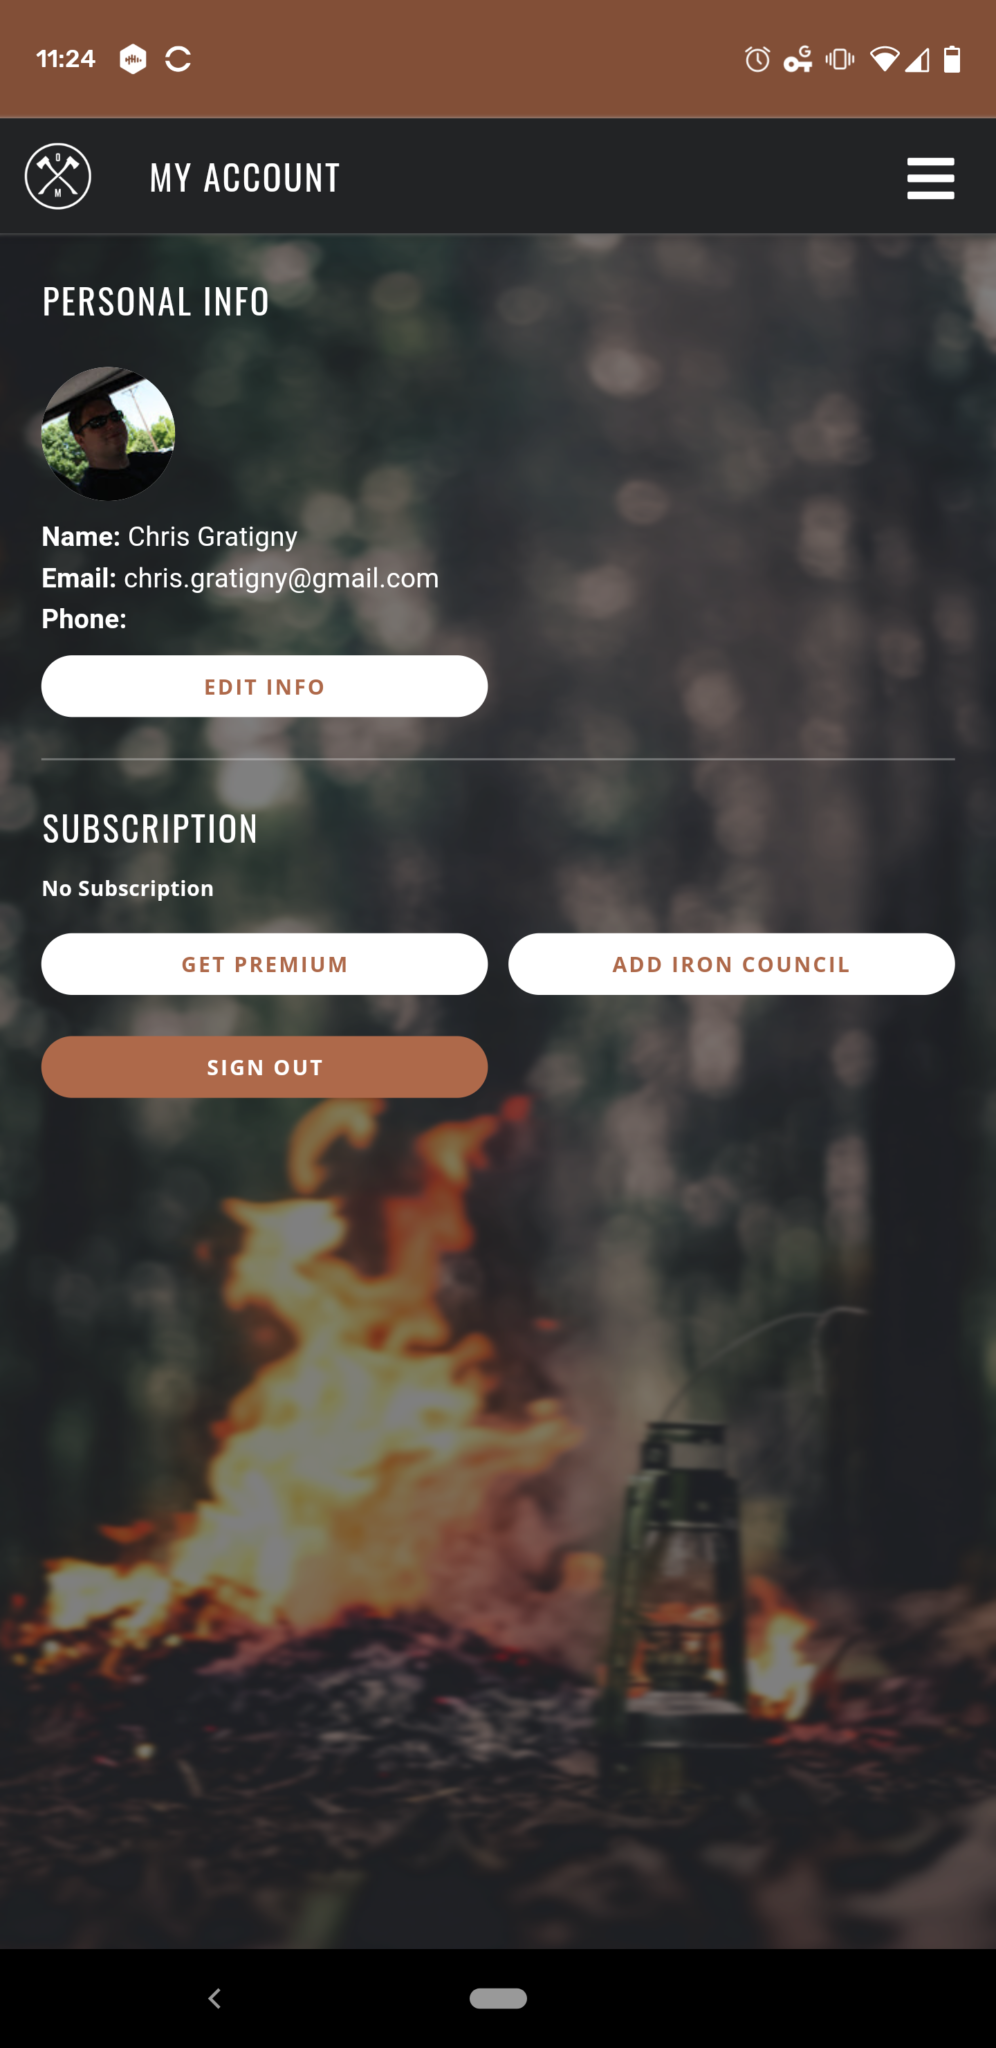 11:24
G
O
M
MY ACCOUNT
PERSONAL INFO
Name: Chris Gratigny
Email: chris.gratigny@gmail.com
Phone:
EDIT INFO
SUBSCRIPTION
No Subscription
GET PREMIUM
ADD IRON COUNCIL
SIGN OUT